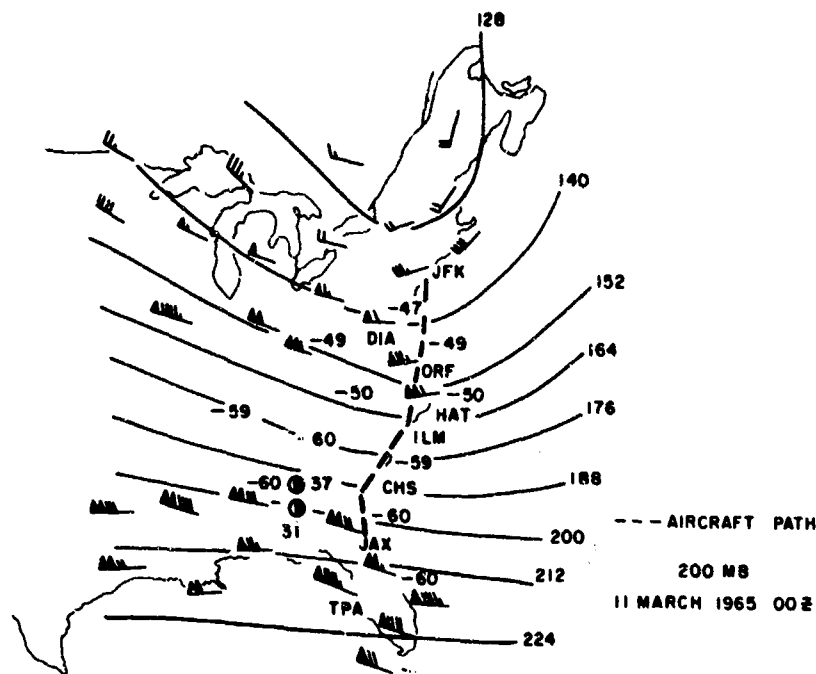 128
140
JFK
-47
152
DIA
-49
-49
ORF
164
-50
-50
HAT
-59
60
ILM
176
-59
-60
37
CHS
188
31
-60
200
--- AIRCRAFT PATH
JAX
-60
212
200 MB
11 MARCH 1965 00Z
TPA
224